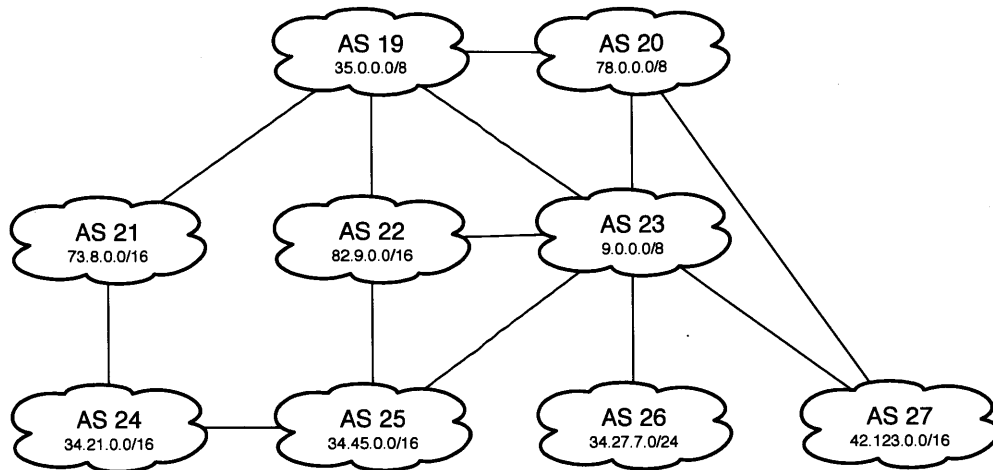 AS 19
35.0.0.0/8
AS 20
78.0.0.0/8
AS 21
73.8.0.0/16
AS 22
82.9.0.0/16
AS 23
9.0.0.0/8
AS 24
34.21.0.0/16
AS 25
34.45.0.0/16
AS 26
34.27.7.0/24
AS 27
42.123.0.0/16